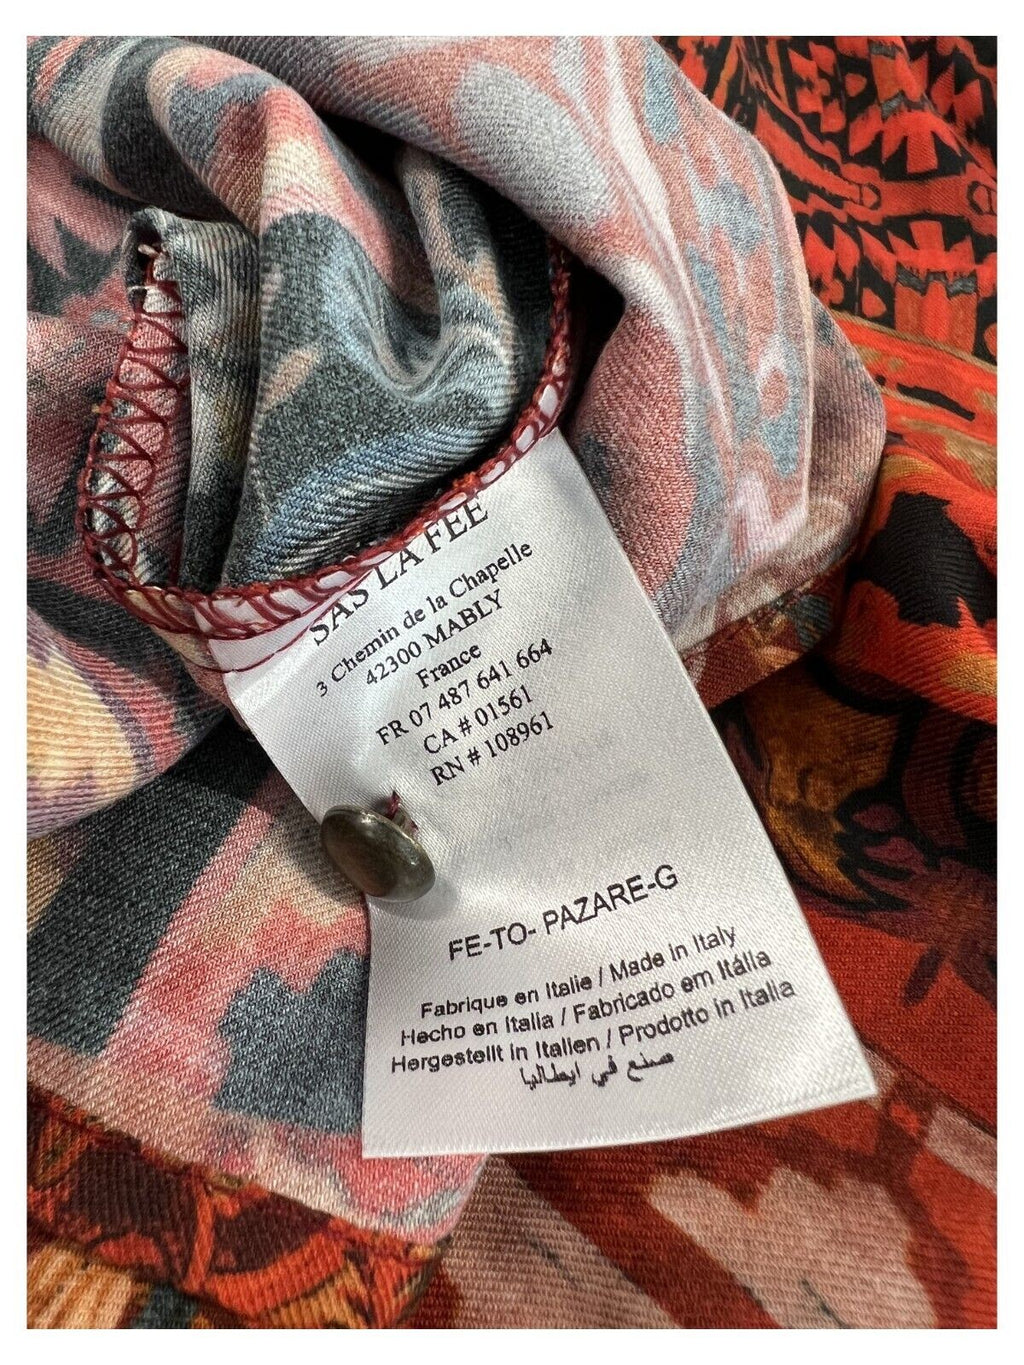 SAS LA FEE
3 Chemin de la Chapelle
42300 MABLY
France
FR 07 487 641 664
CA # 01561
RN # 108961
FE-TO- PAZARE-G
Fabrique en Italie / Made in Italy
Hecho en Italia / Fabricado em Itália
Hergestellt in Italien / Prodotto in Italia
صنع في ايطاليا